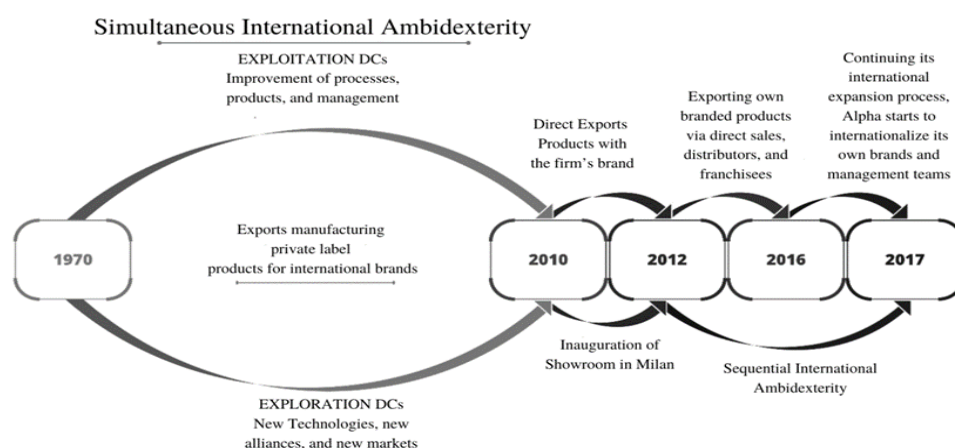 Simultaneous International Ambidexterity
EXPLOITATION DCs
Improvement of processes,
products, and management
Direct Exports
Products with
the firm's brand
Exporting own
branded products
via direct sales,
distributors, and
franchisees
Continuing its
international
expansion process,
Alpha starts to
internationalize its
own brands and
management teams
Exports manufacturing
private label
products for international brands
1970
2010
2012
2016
2017
Inauguration of
Showroom in Milan
Sequential International
Ambidexterity
EXPLORATION DCs
New Technologies, new
alliances, and new markets